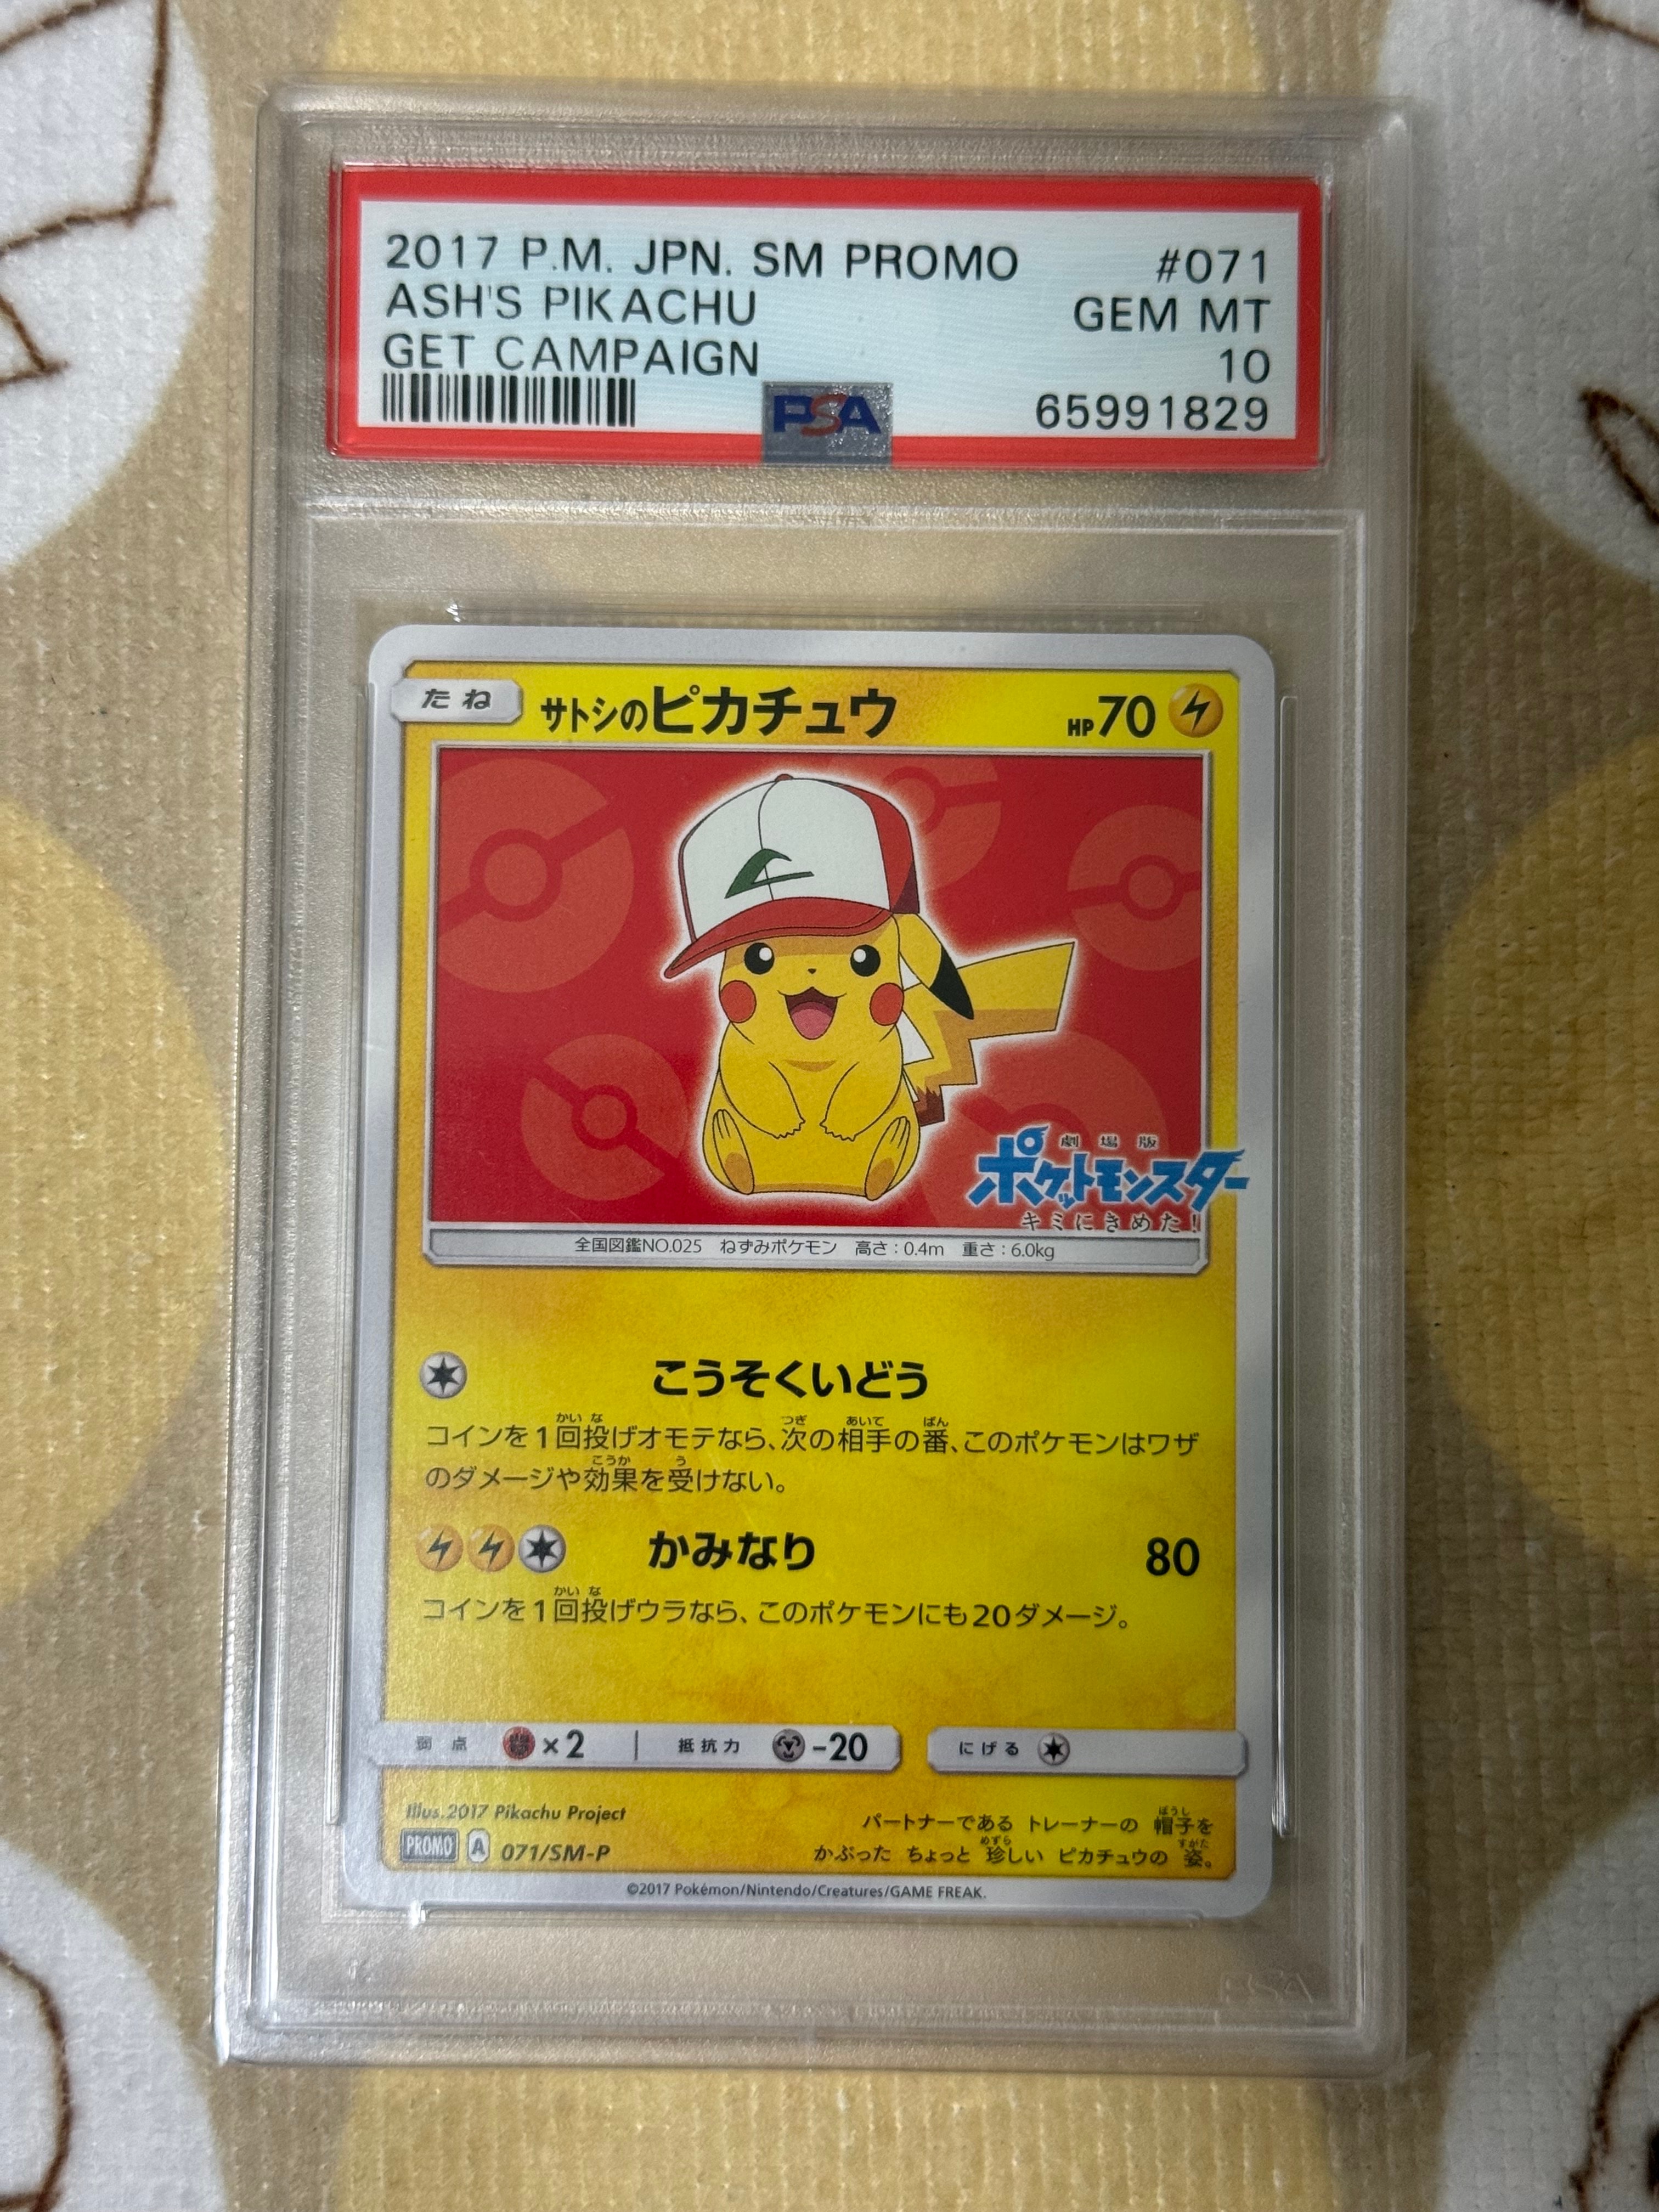 2017 P.M. JPN. SM PROMO #071
ASH'S PIKACHU GEM MT
GET CAMPAIGN 10
PSA 65991829
たね サトシのピカチュウ HP70
劇場版
ポケットモンスター
キミにきめた!
全国図鑑NO.025 ねずみポケモン 高さ:0.4m 重さ:6.0kg
こうそくいどう
コインを1回投げオモテなら、次の相手の番、このポケモンはワザ
のダメージや効果を受けない。
かみなり 80
コインを1回投げウラなら、このポケモンにも20ダメージ。
弱点 ×2 抵抗力 -20 にげる
Illus.2017 Pikachu Project
PROMO A 071/SM-P
パートナーである トレーナーの 帽子を
かぶった ちょっと 珍しい ピカチュウの 姿。
©2017 Pokémon/Nintendo/Creatures/GAME FREAK.
PSA